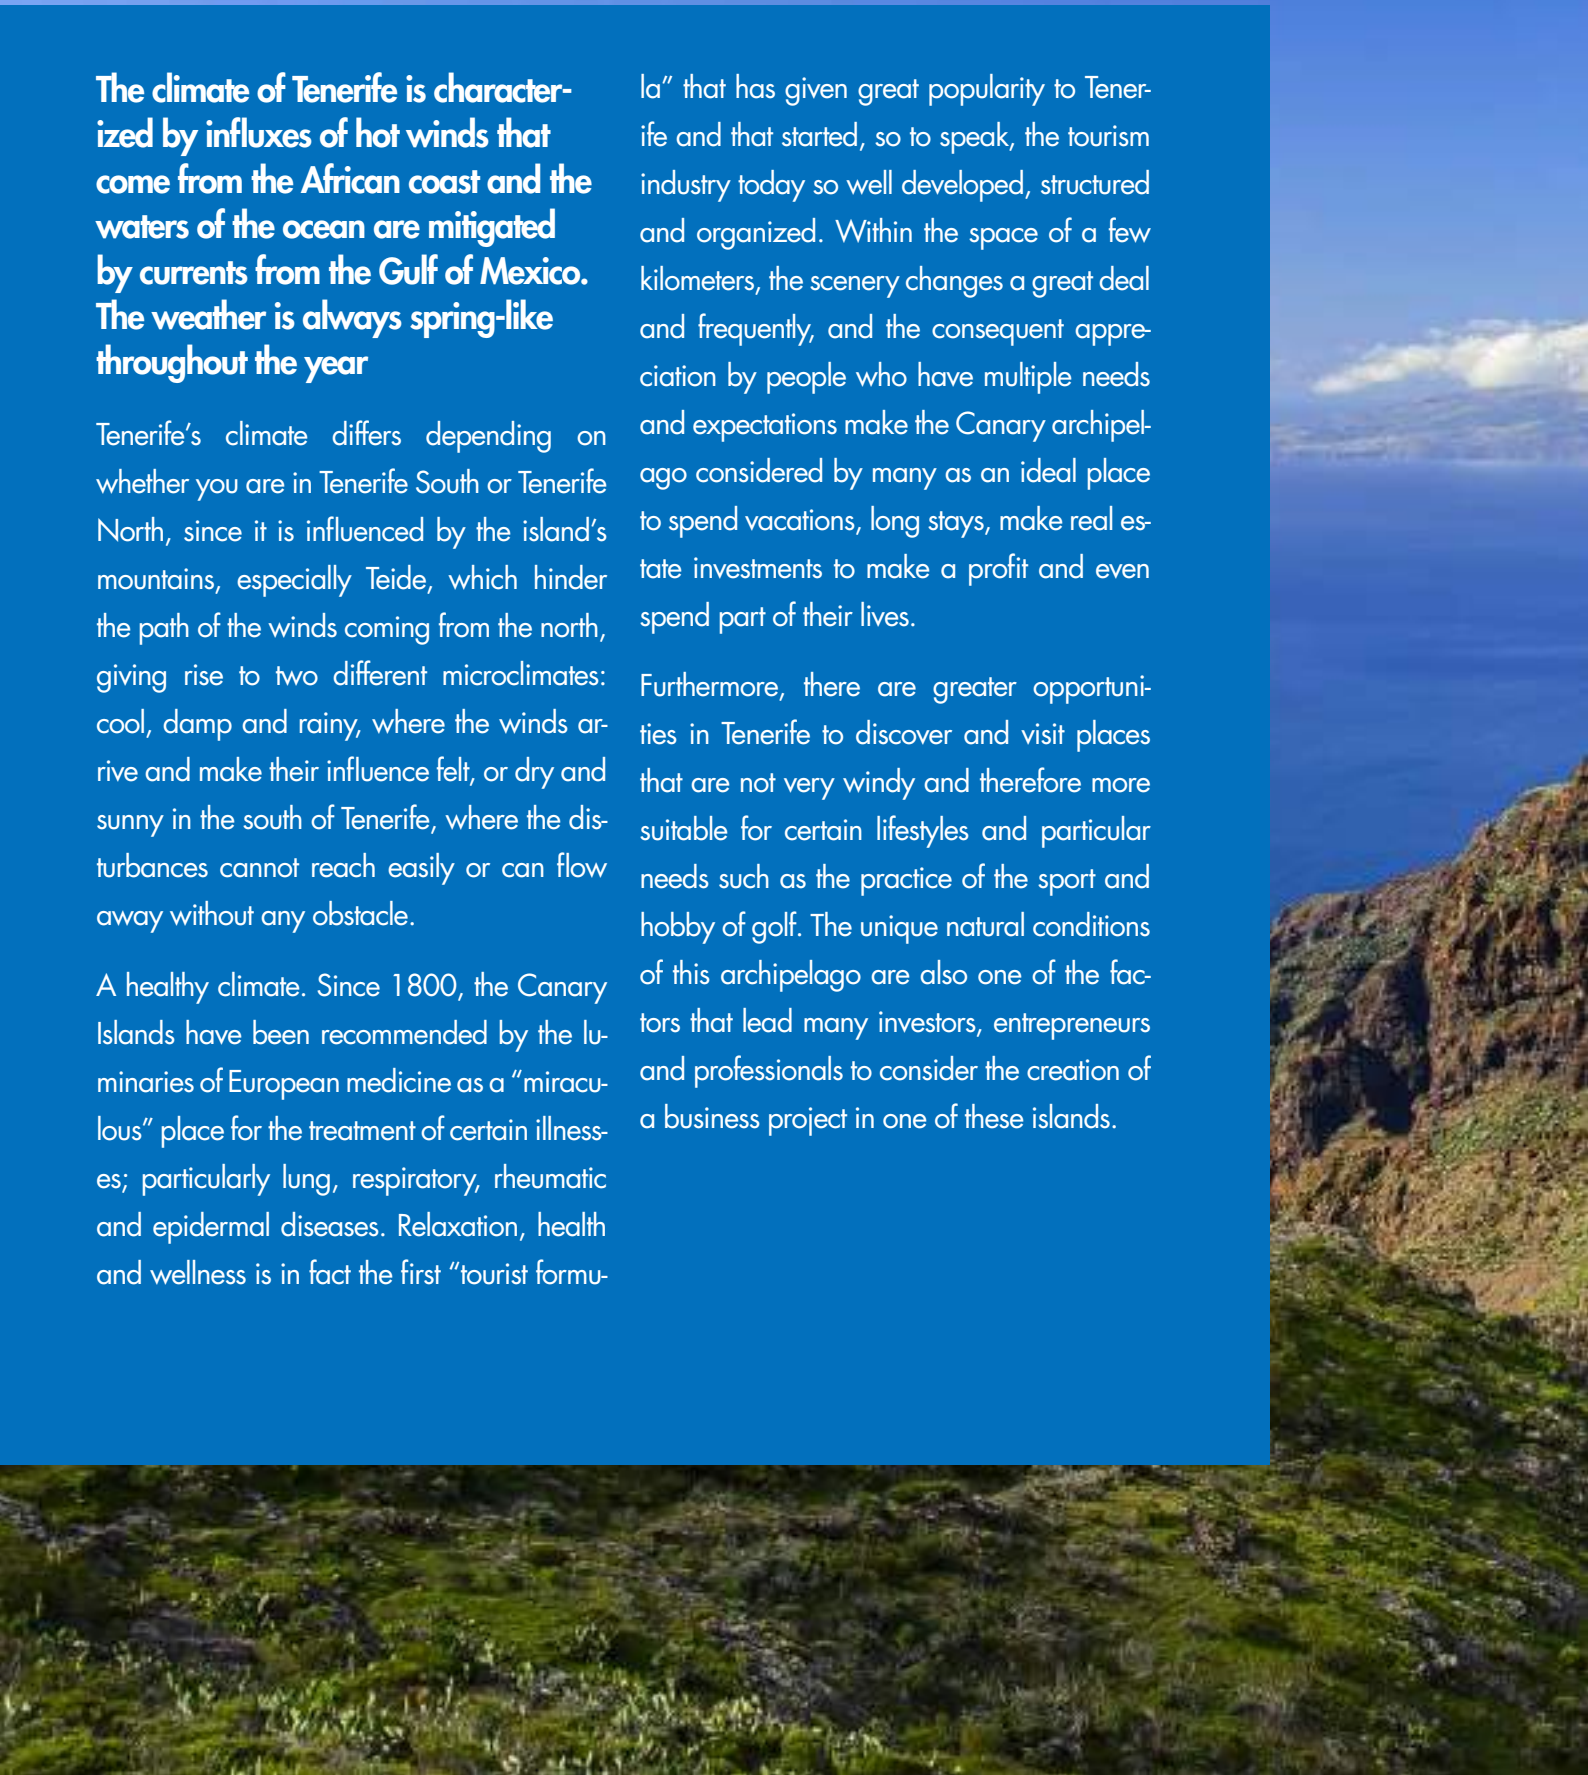 The climate of Tenerife is character-
ized by influxes of hot winds that
come from the African coast and the
waters of the ocean are mitigated
by currents from the Gulf of Mexico.
The weather is always spring-like
throughout the year
Tenerife’s climate differs depending on
whether you are in Tenerife South or Tenerife
North, since it is influenced by the island’s
mountains, especially Teide, which hinder
the path of the winds coming from the north,
giving rise to two different microclimates:
cool, damp and rainy, where the winds ar-
rive and make their influence felt, or dry and
sunny in the south of Tenerife, where the dis-
turbances cannot reach easily or can flow
away without any obstacle.
A healthy climate. Since 1800, the Canary
Islands have been recommended by the lu-
minaries of European medicine as a “miracu-
lous” place for the treatment of certain illness-
es; particularly lung, respiratory, rheumatic
and epidermal diseases. Relaxation, health
and wellness is in fact the first “tourist formu-
la” that has given great popularity to Tener-
ife and that started, so to speak, the tourism
industry today so well developed, structured
and organized. Within the space of a few
kilometers, the scenery changes a great deal
and frequently, and the consequent appre-
ciation by people who have multiple needs
and expectations make the Canary archipel-
ago considered by many as an ideal place
to spend vacations, long stays, make real es-
tate investments to make a profit and even
spend part of their lives.
Furthermore, there are greater opportuni-
ties in Tenerife to discover and visit places
that are not very windy and therefore more
suitable for certain lifestyles and particular
needs such as the practice of the sport and
hobby of golf. The unique natural conditions
of this archipelago are also one of the fac-
tors that lead many investors, entrepreneurs
and professionals to consider the creation of
a business project in one of these islands.